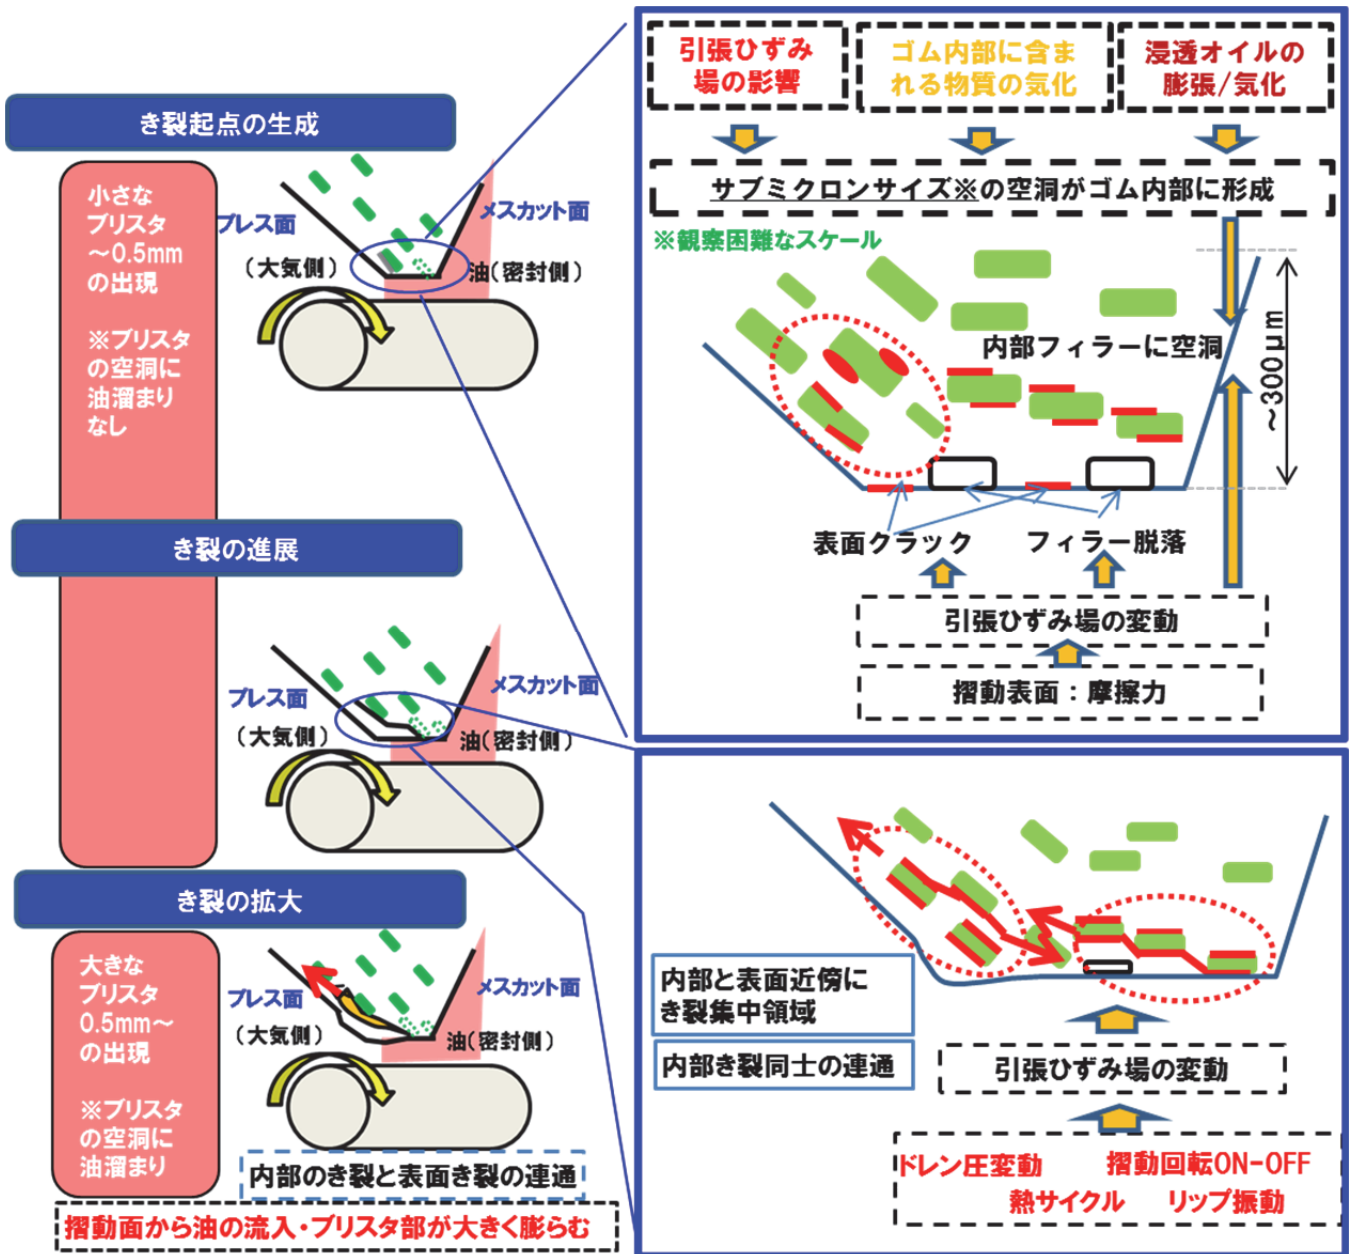 き裂起点の生成
小さな
ブリスタ
～0.5mm
の出現
※ブリスタ
の空洞に
油溜まり
なし
プレス面
（大気側）
メスカット面
油（密封側）
き裂の進展
プレス面
（大気側）
メスカット面
油（密封側）
き裂の拡大
大きな
ブリスタ
0.5mm～
の出現
※ブリスタ
の空洞に
油溜まり
プレス面
（大気側）
メスカット面
油（密封側）
内部のき裂と表面き裂の連通
摺動面から油の流入・ブリスタ部が大きく膨らむ
引張ひずみ
場の影響
ゴム内部に含ま
れる物質の気化
浸透オイルの
膨張/気化
サブミクロンサイズ※の空洞がゴム内部に形成
※観察困難なスケール
内部フィラーに空洞
～300μm
表面クラック
フィラー脱落
引張ひずみ場の変動
摺動表面：摩擦力
内部と表面近傍に
き裂集中領域
内部き裂同士の連通
引張ひずみ場の変動
ドレン圧変動
摺動回転ON-OFF
熱サイクル
リップ振動